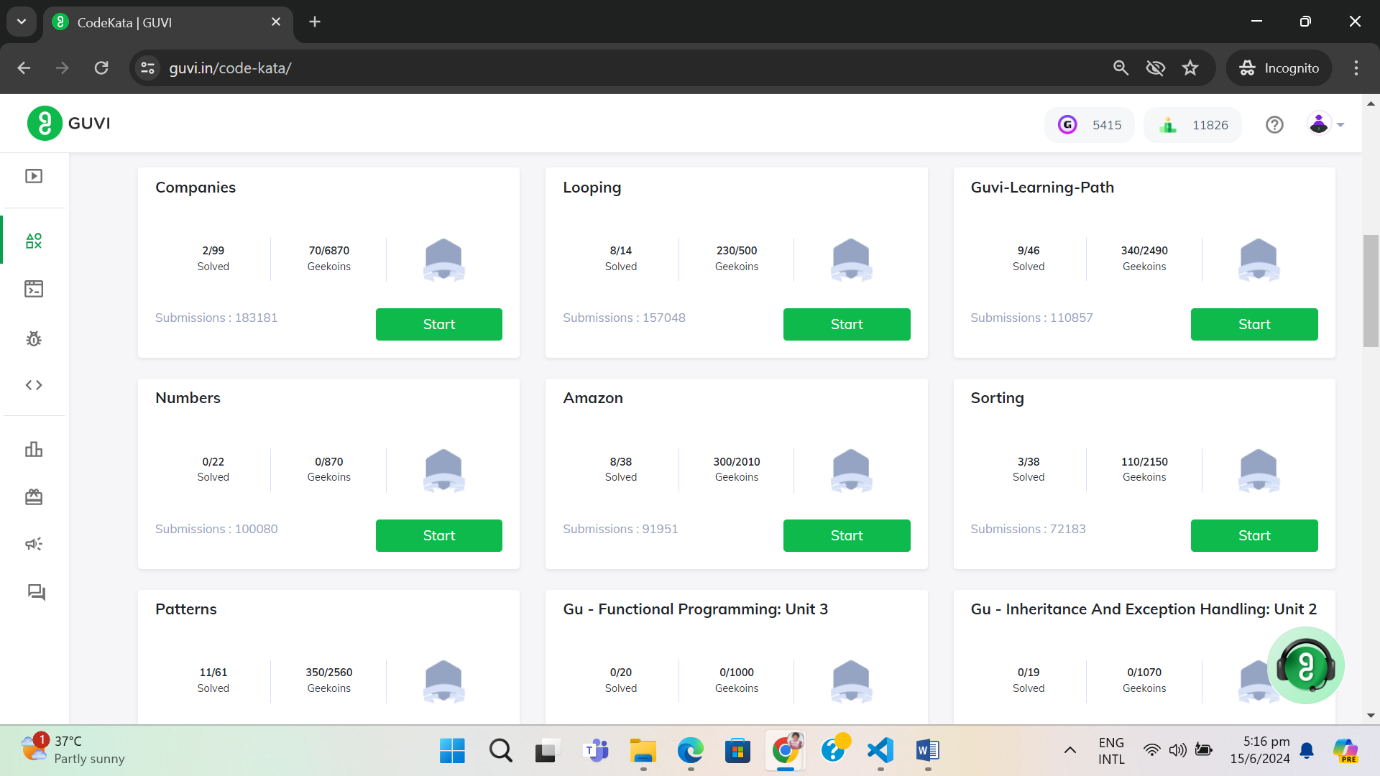 CodeKata | GUVI
guvi.in/code-kata/
Incognito
GUVI
G 5415
11826
Companies
2/99 70/6870
Solved Geekoins
Submissions : 183181
Start
Looping
8/14 230/500
Solved Geekoins
Submissions : 157048
Start
Guvi-Learning-Path
9/46 340/2490
Solved Geekoins
Submissions : 110857
Start
Numbers
0/22 0/870
Solved Geekoins
Submissions : 100080
Start
Amazon
8/38 300/2010
Solved Geekoins
Submissions : 91951
Start
Sorting
3/38 110/2150
Solved Geekoins
Submissions : 72183
Start
Patterns
11/61 350/2560
Solved Geekoins
Gu - Functional Programming: Unit 3
0/20 0/1000
Solved Geekoins
Gu - Inheritance And Exception Handling: Unit 2
0/19 0/1070
Solved Geekoins
1
37°C
Partly sunny
ENG
INTL
5:16 pm
15/6/2024
PRE